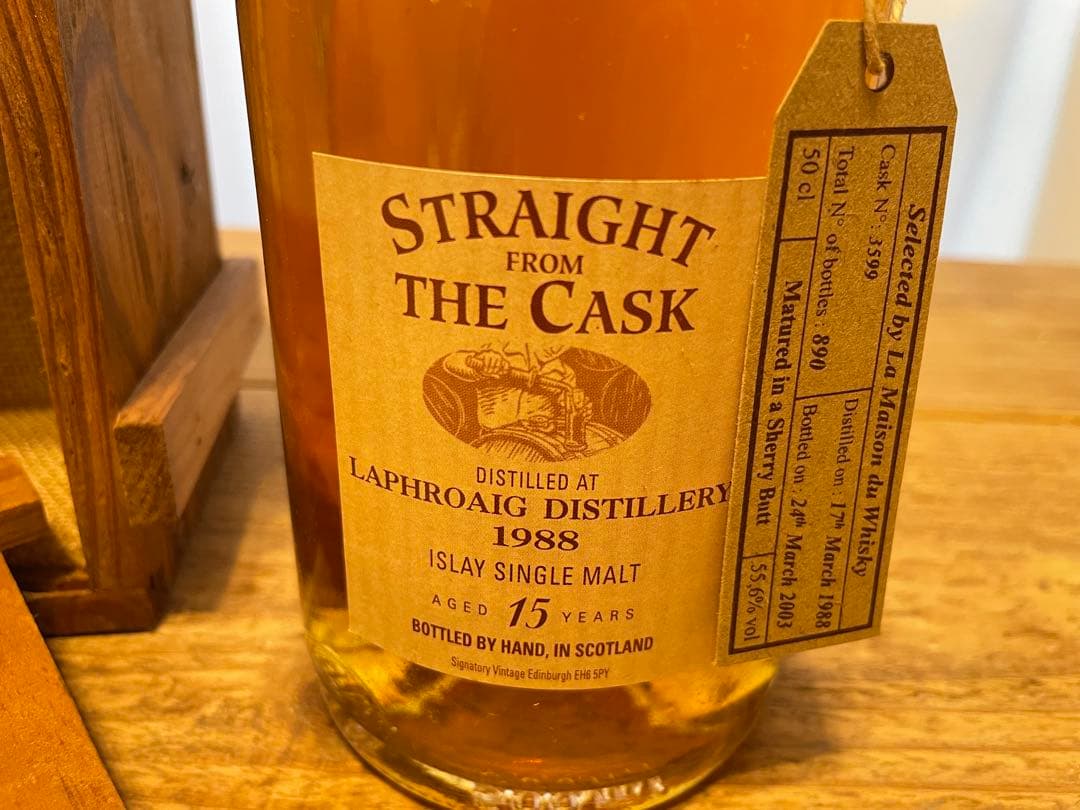 STRAIGHT
FROM
THE CASK
DISTILLED AT
LAPHROAIG DISTILLERY
1988
ISLAY SINGLE MALT
AGED 15 YEARS
BOTTLED BY HAND, IN SCOTLAND
Signatory Vintage Edinburgh EH6 5PY
Selected by La Maison du Whisky
Cask N° : 3599
Distilled on : 17th March 1988
Total N° of bottles : 890
Bottled on : 24th March 2003
50 cl
Matured in a Sherry Butt
55,6% vol